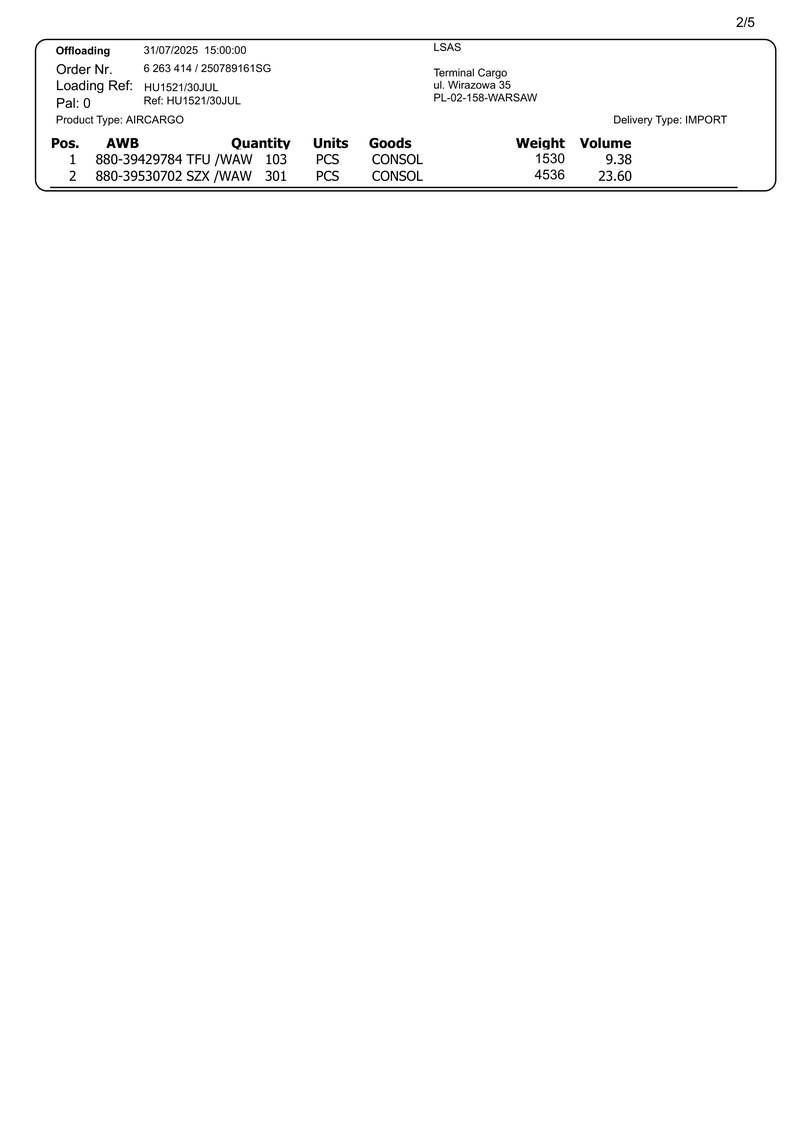 2/5
Offloading 31/07/2025 15:00:00 LSAS
Order Nr. 6 263 414 / 250789161SG Terminal Cargo
Loading Ref: HU1521/30JUL ul. Wirazowa 35
Pal: 0 Ref: HU1521/30JUL PL-02-158-WARSAW
Product Type: AIRCARGO Delivery Type: IMPORT
Pos. AWB Quantity Units Goods Weight Volume
1 880-39429784 TFU /WAW 103 PCS CONSOL 1530 9.38
2 880-39530702 SZX /WAW 301 PCS CONSOL 4536 23.60